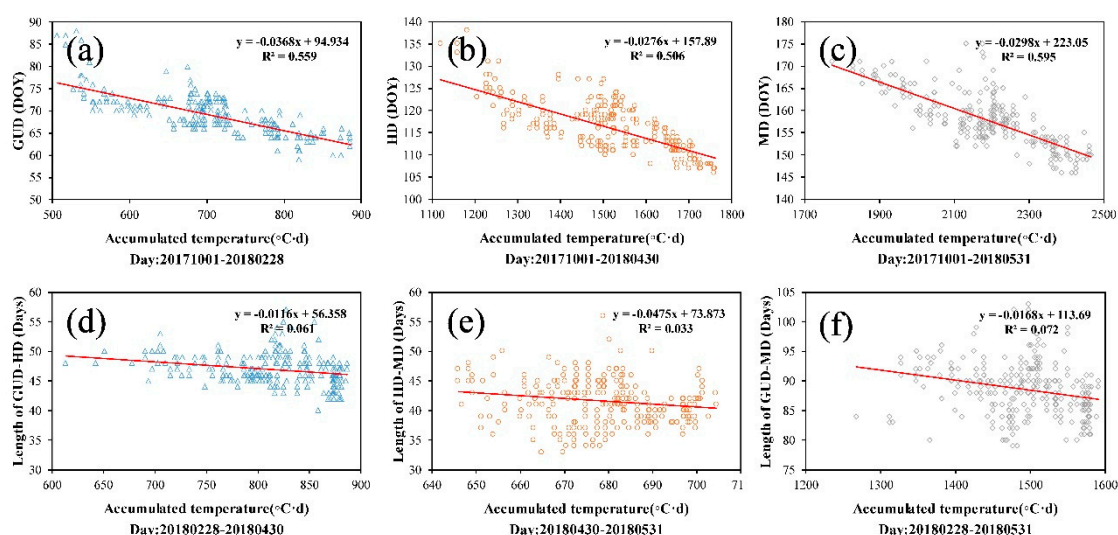 (a)
y = -0.0368x + 94.934
R² = 0.559
GUD (DOY)
90
85
80
75
70
65
60
55
500 600 700 800 900
Accumulated temperature(°C·d)
Day:20171001-20180228
(b)
y = -0.0276x + 157.89
R² = 0.506
HD (DOY)
140
135
130
125
120
115
110
105
100
1100 1200 1300 1400 1500 1600 1700 1800
Accumulated temperature(°C·d)
Day:20171001-20180430
(c)
y = -0.0298x + 223.05
R² = 0.595
MD (DOY)
180
170
160
150
140
1700 1900 2100 2300 2500
Accumulated temperature(°C·d)
Day:20171001-20180531
(d)
y = -0.0116x + 56.358
R² = 0.061
Length of GUD-HD (Days)
60
55
50
45
40
35
30
600 650 700 750 800 850 900
Accumulated temperature(°C·d)
Day:20180228-20180430
(e)
y = -0.0475x + 73.873
R² = 0.033
Length of HD-MD (Days)
60
55
50
45
40
35
30
640 650 660 670 680 690 700 71
Accumulated temperature(°C·d)
Day:20180430-20180531
(f)
y = -0.0168x + 113.69
R² = 0.072
Length of GUD-MD (Days)
105
100
95
90
85
80
75
1200 1300 1400 1500 1600
Accumulated temperature(°C·d)
Day:20180228-20180531